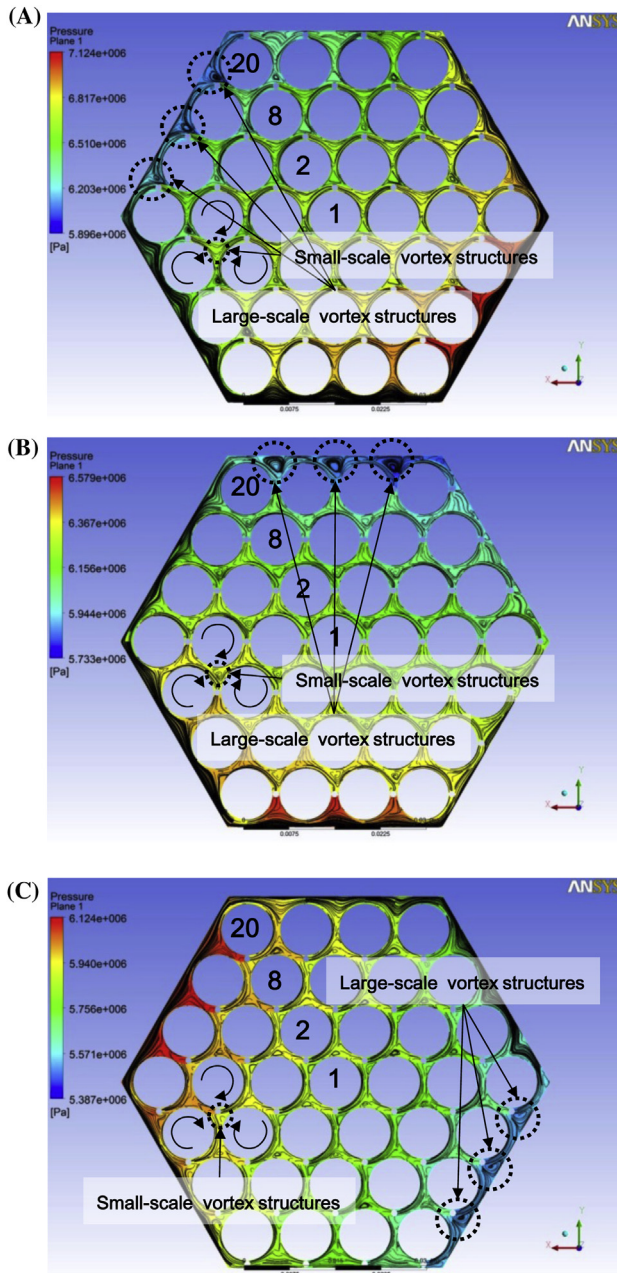 (A)
Pressure
Plane 1
ANSYS
7.124e+006
6.817e+006
6.510e+006
6.203e+006
5.896e+006
[Pa]
20
8
2
1
Small-scale vortex structures
Large-scale vortex structures
0.0075
0.0225
Y
X
(B)
Pressure
Plane 1
ANSYS
6.579e+006
6.367e+006
6.156e+006
5.944e+006
5.733e+006
[Pa]
20
8
2
1
Small-scale vortex structures
Large-scale vortex structures
0.0075
0.0225
Y
X
(C)
Pressure
Plane 1
ANSYS
6.124e+006
5.940e+006
5.756e+006
5.571e+006
5.387e+006
[Pa]
20
8
Large-scale vortex structures
2
1
Small-scale vortex structures
Y
X